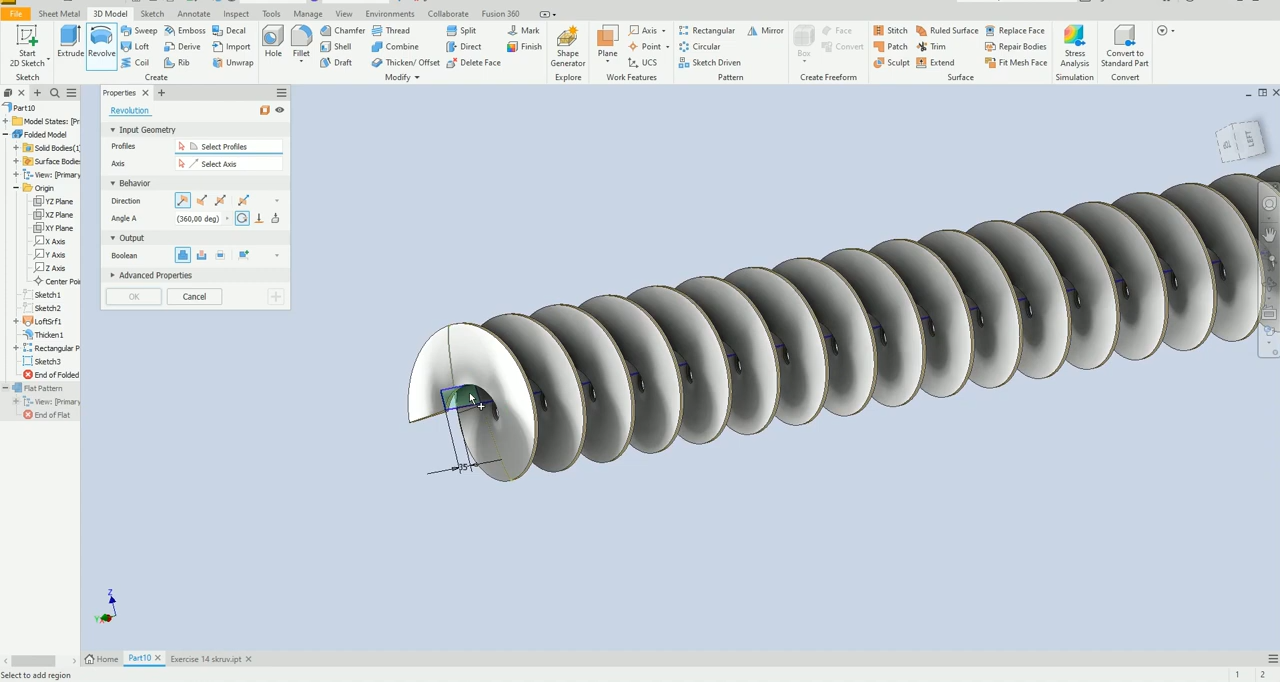 File Sheet Metal 3D Model Sketch Annotate Inspect Tools Manage View Environments Collaborate Fusion 360
Start
2D Sketch
Extrude
Revolve
Sweep Emboss Decal
Loft Derive Import
Coil Rib Unwrap
Hole
Fillet
Chamfer Thread Split Mark
Shell Combine Direct Finish
Draft Thicken/ Offset Delete Face
Shape
Generator
Plane
Axis
Point
UCS
Rectangular Mirror
Circular
Sketch Driven
Box
Face
Convert
Stitch Ruled Surface Replace Face
Patch Trim Repair Bodies
Sculpt Extend Fit Mesh Face
Stress
Analysis
Convert to
Standard Part
Sketch Create Modify Explore Work Features Pattern Create Freeform Surface Simulation Convert
Part10
Model States: [Pr
Folded Model
Solid Bodies(1
Surface Bodies
View: [Primary
Origin
YZ Plane
XZ Plane
XY Plane
X Axis
Y Axis
Z Axis
Center Poin
Sketch1
Sketch2
LoftSrf1
Thicken1
Rectangular P
Sketch3
End of Folded
Flat Pattern
View: [Primary
End of Flat
Properties
Revolution
Input Geometry
Profiles Select Profiles
Axis Select Axis
Behavior
Direction
Angle A (360,00 deg)
Output
Boolean
Advanced Properties
OK Cancel
LEFT
35
Z
Y
Home Part10 Exercise 14 skruv.ipt
Select to add region 1 2